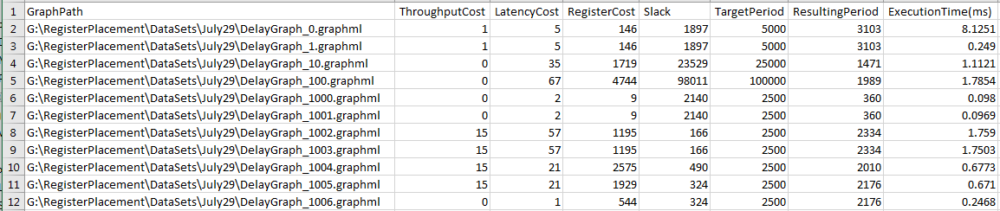 1 GraphPath ThroughputCost LatencyCost RegisterCost Slack TargetPeriod ResultingPeriod ExecutionTime(ms)
2 G:\RegisterPlacement\DataSets\July29\DelayGraph_0.graphml 1 5 146 1897 5000 3103 8.1251
3 G:\RegisterPlacement\DataSets\July29\DelayGraph_1.graphml 1 5 146 1897 5000 3103 0.249
4 G:\RegisterPlacement\DataSets\July29\DelayGraph_10.graphml 0 35 1719 23529 25000 1471 1.1121
5 G:\RegisterPlacement\DataSets\July29\DelayGraph_100.graphml 0 67 4744 98011 100000 1989 1.7854
6 G:\RegisterPlacement\DataSets\July29\DelayGraph_1000.graphml 0 2 9 2140 2500 360 0.098
7 G:\RegisterPlacement\DataSets\July29\DelayGraph_1001.graphml 0 2 9 2140 2500 360 0.0969
8 G:\RegisterPlacement\DataSets\July29\DelayGraph_1002.graphml 15 57 1195 166 2500 2334 1.759
9 G:\RegisterPlacement\DataSets\July29\DelayGraph_1003.graphml 15 57 1195 166 2500 2334 1.7503
10 G:\RegisterPlacement\DataSets\July29\DelayGraph_1004.graphml 15 21 2575 490 2500 2010 0.6773
11 G:\RegisterPlacement\DataSets\July29\DelayGraph_1005.graphml 15 21 1929 324 2500 2176 0.671
12 G:\RegisterPlacement\DataSets\July29\DelayGraph_1006.graphml 0 1 544 324 2500 2176 0.2468